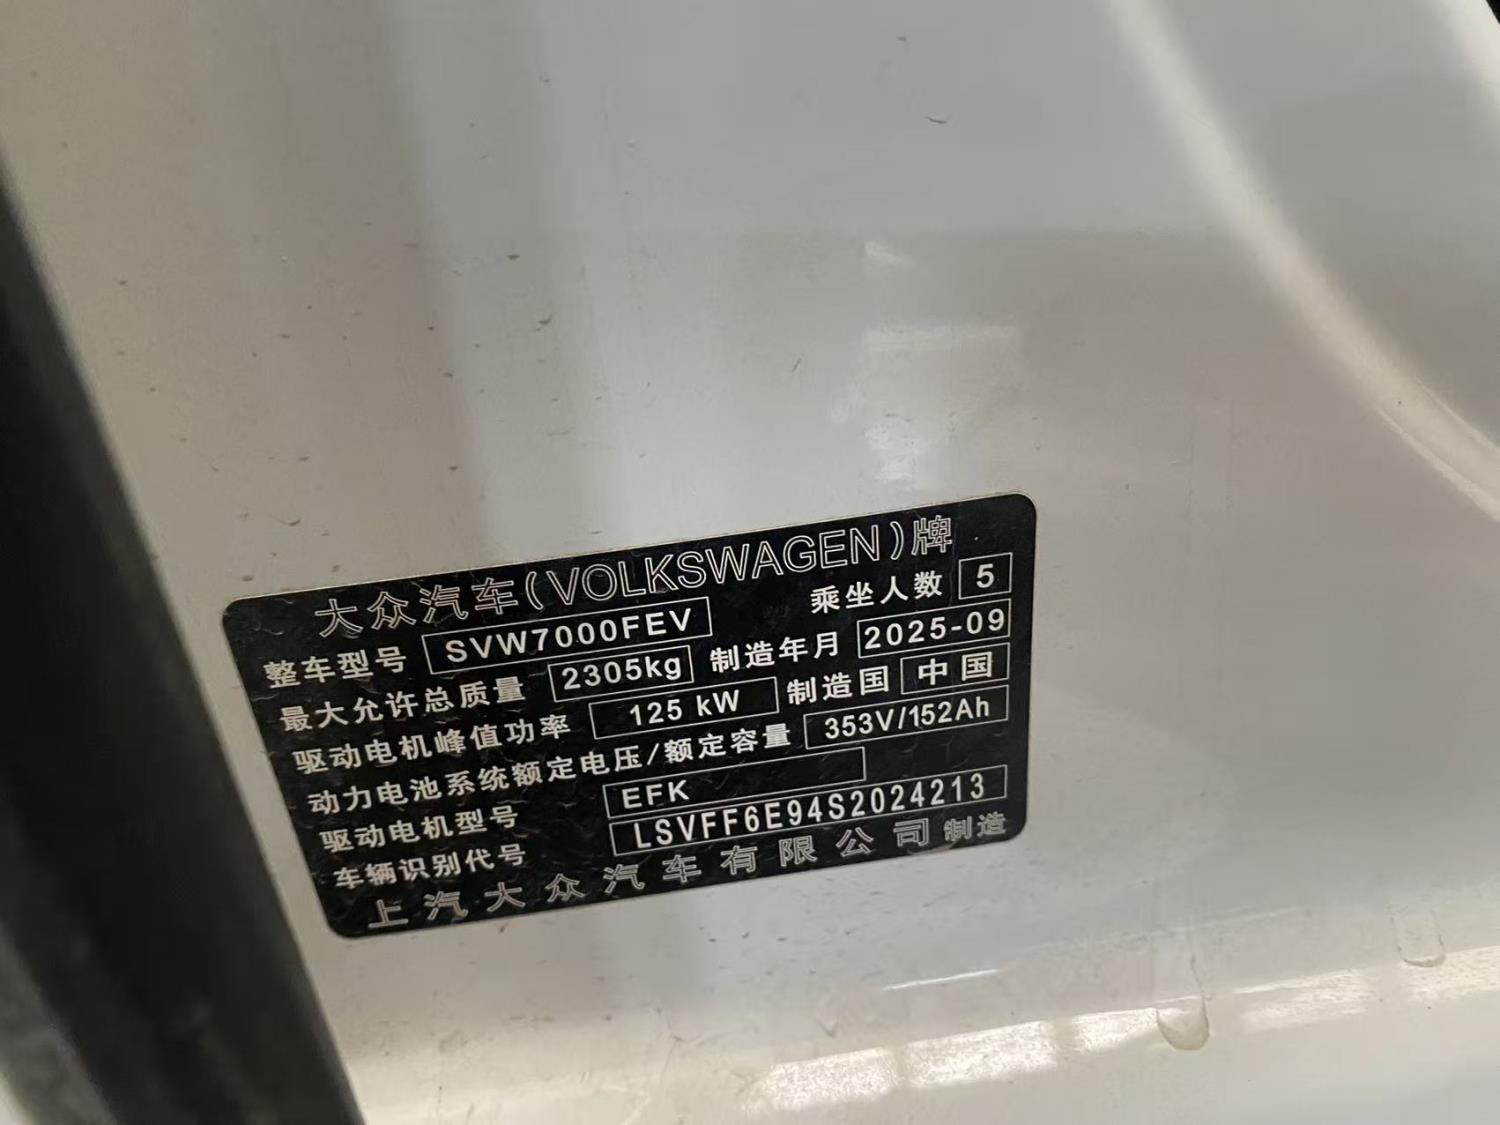 大众汽车(VOLKSWAGEN)牌
整车型号 SVW7000FEV 乘坐人数 5
最大允许总质量 2305kg 制造年月 2025-09
驱动电机峰值功率 125 kW 制造国 中国
动力电池系统额定电压/额定容量 353V/152Ah
驱动电机型号 EFK
车辆识别代号 LSVFF6E94S2024213
上汽大众汽车有限公司制造